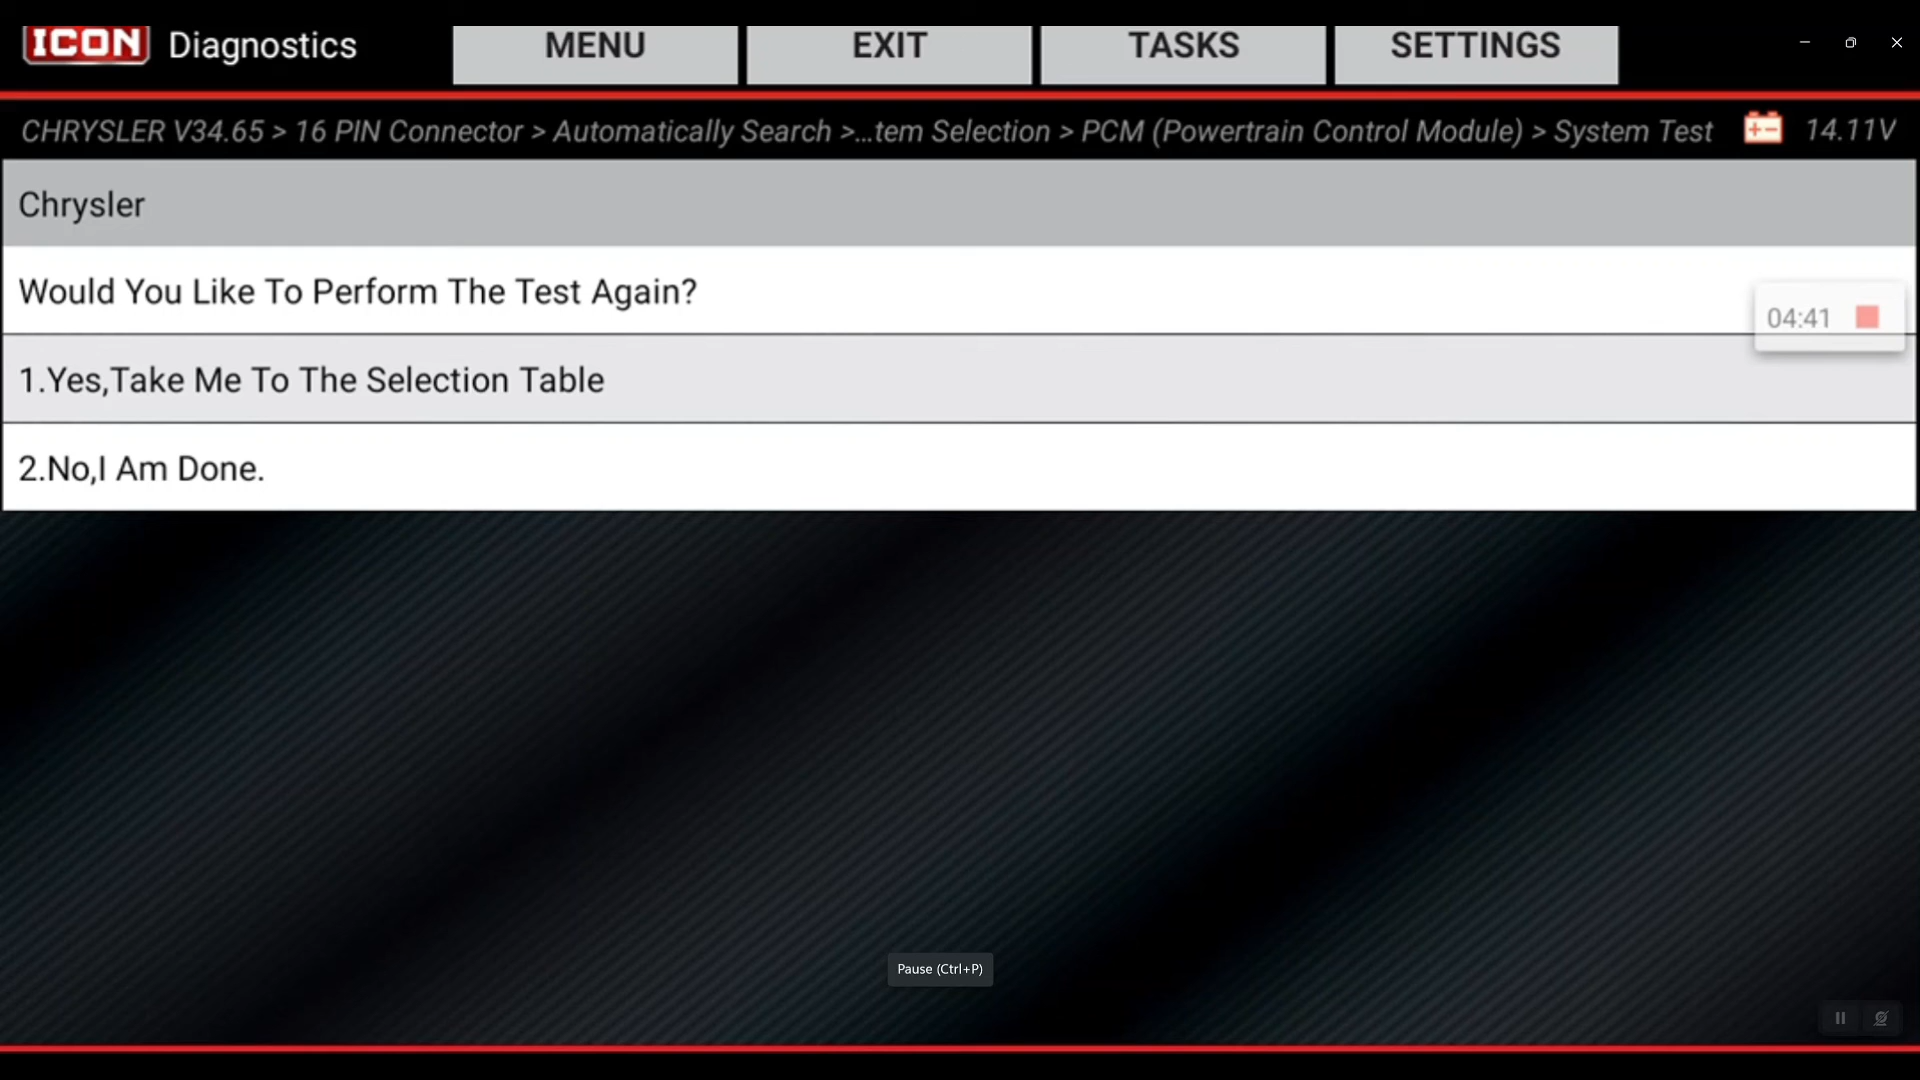 ICON Diagnostics
MENU
EXIT
TASKS
SETTINGS
CHRYSLER V34.65 > 16 PIN Connector > Automatically Search >...tem Selection > PCM (Powertrain Control Module) > System Test
14.11V
Chrysler
Would You Like To Perform The Test Again?
04:41
1.Yes,Take Me To The Selection Table
2.No,I Am Done.
Pause (Ctrl+P)